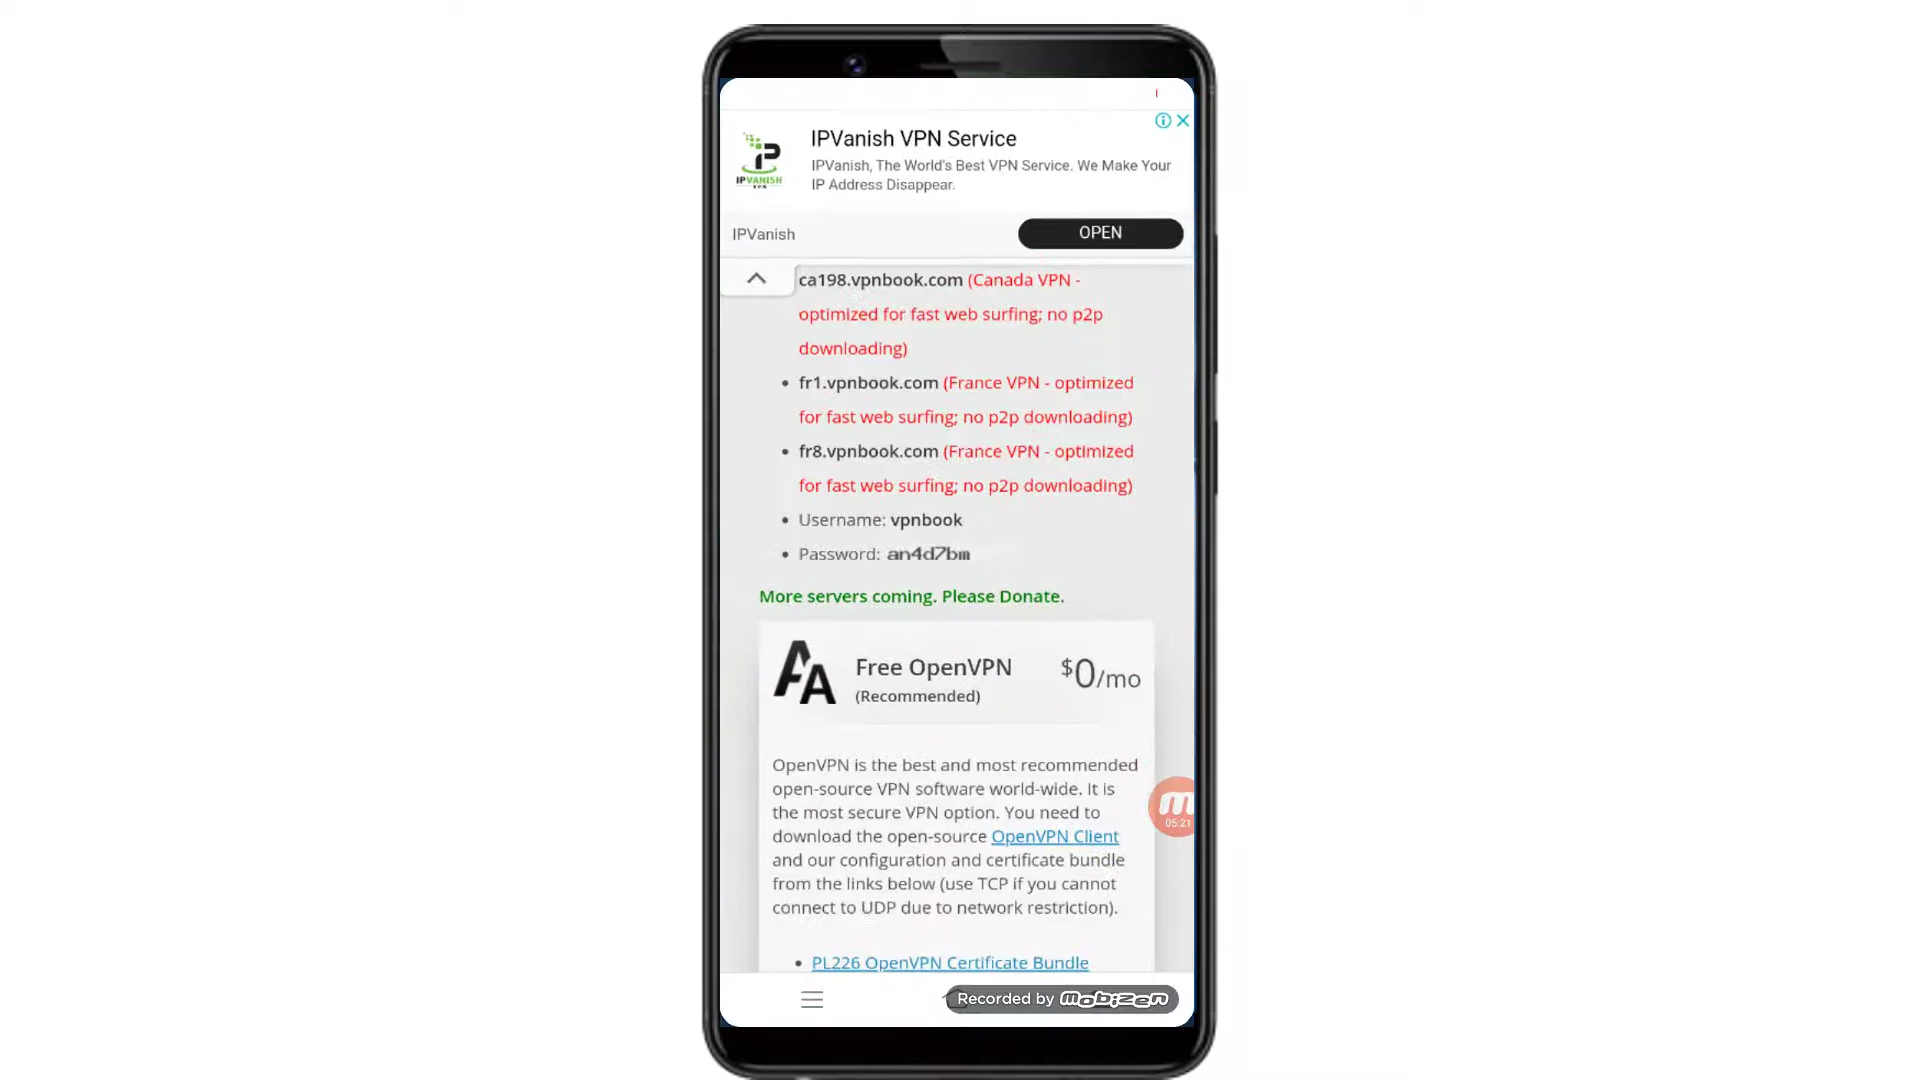 IPVanish VPN Service
IPVanish, The World's Best VPN Service. We Make Your
IP Address Disappear.
IPVANISH
VPN
IPVanish
OPEN
ca198.vpnbook.com (Canada VPN -
optimized for fast web surfing; no p2p
downloading)
• fr1.vpnbook.com (France VPN - optimized
for fast web surfing; no p2p downloading)
• fr8.vpnbook.com (France VPN - optimized
for fast web surfing; no p2p downloading)
• Username: vpnbook
• Password: an4d7bm
More servers coming. Please Donate.
Free OpenVPN
(Recommended)
$0/mo
OpenVPN is the best and most recommended
open-source VPN software world-wide. It is
the most secure VPN option. You need to
download the open-source OpenVPN Client
and our configuration and certificate bundle
from the links below (use TCP if you cannot
connect to UDP due to network restriction).
05:21
• PL226 OpenVPN Certificate Bundle
Recorded by mobizen